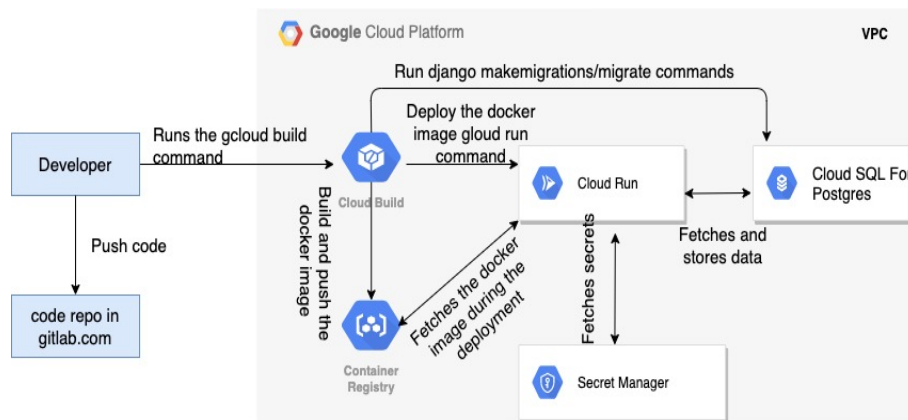 Google Cloud Platform
VPC
Run django makemigrations/migrate commands
Deploy the docker
image gloud run
command
Runs the gcloud build
command
Developer
Cloud Build
Cloud Run
Cloud SQL For
Postgres
Build and push the
docker image
Push code
Fetches the docker
image during the
deployment
Fetches secrets
Fetches and
stores data
code repo in
gitlab.com
Container
Registry
Secret Manager